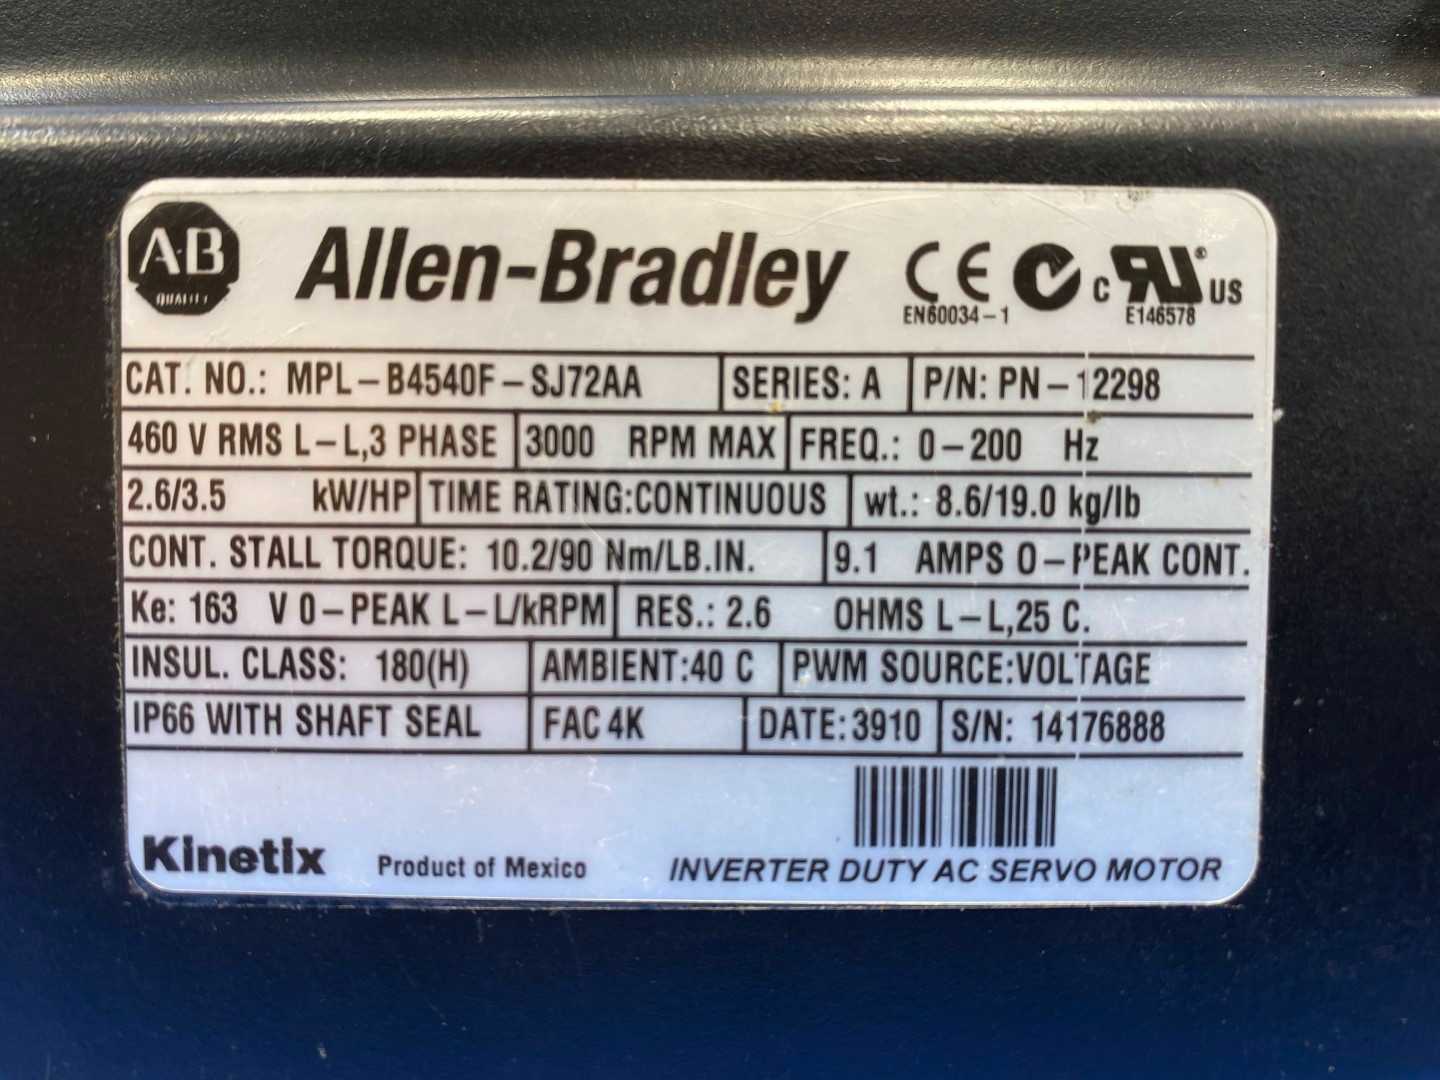 A-B QUALITY Allen-Bradley CE EN60034-1 c RU® US E146578
CAT. NO.: MPL-B4540F-SJ72AA SERIES: A P/N: PN-12298
460 V RMS L-L,3 PHASE 3000 RPM MAX FREQ.: 0-200 Hz
2.6/3.5 kW/HP TIME RATING:CONTINUOUS wt.: 8.6/19.0 kg/lb
CONT. STALL TORQUE: 10.2/90 Nm/LB.IN. 9.1 AMPS O-PEAK CONT.
Ke: 163 V 0-PEAK L-L/kRPM RES.: 2.6 OHMS L-L,25 C.
INSUL. CLASS: 180(H) AMBIENT:40 C PWM SOURCE:VOLTAGE
IP66 WITH SHAFT SEAL FAC 4K DATE:3910 S/N: 14176888
Kinetix Product of Mexico INVERTER DUTY AC SERVO MOTOR